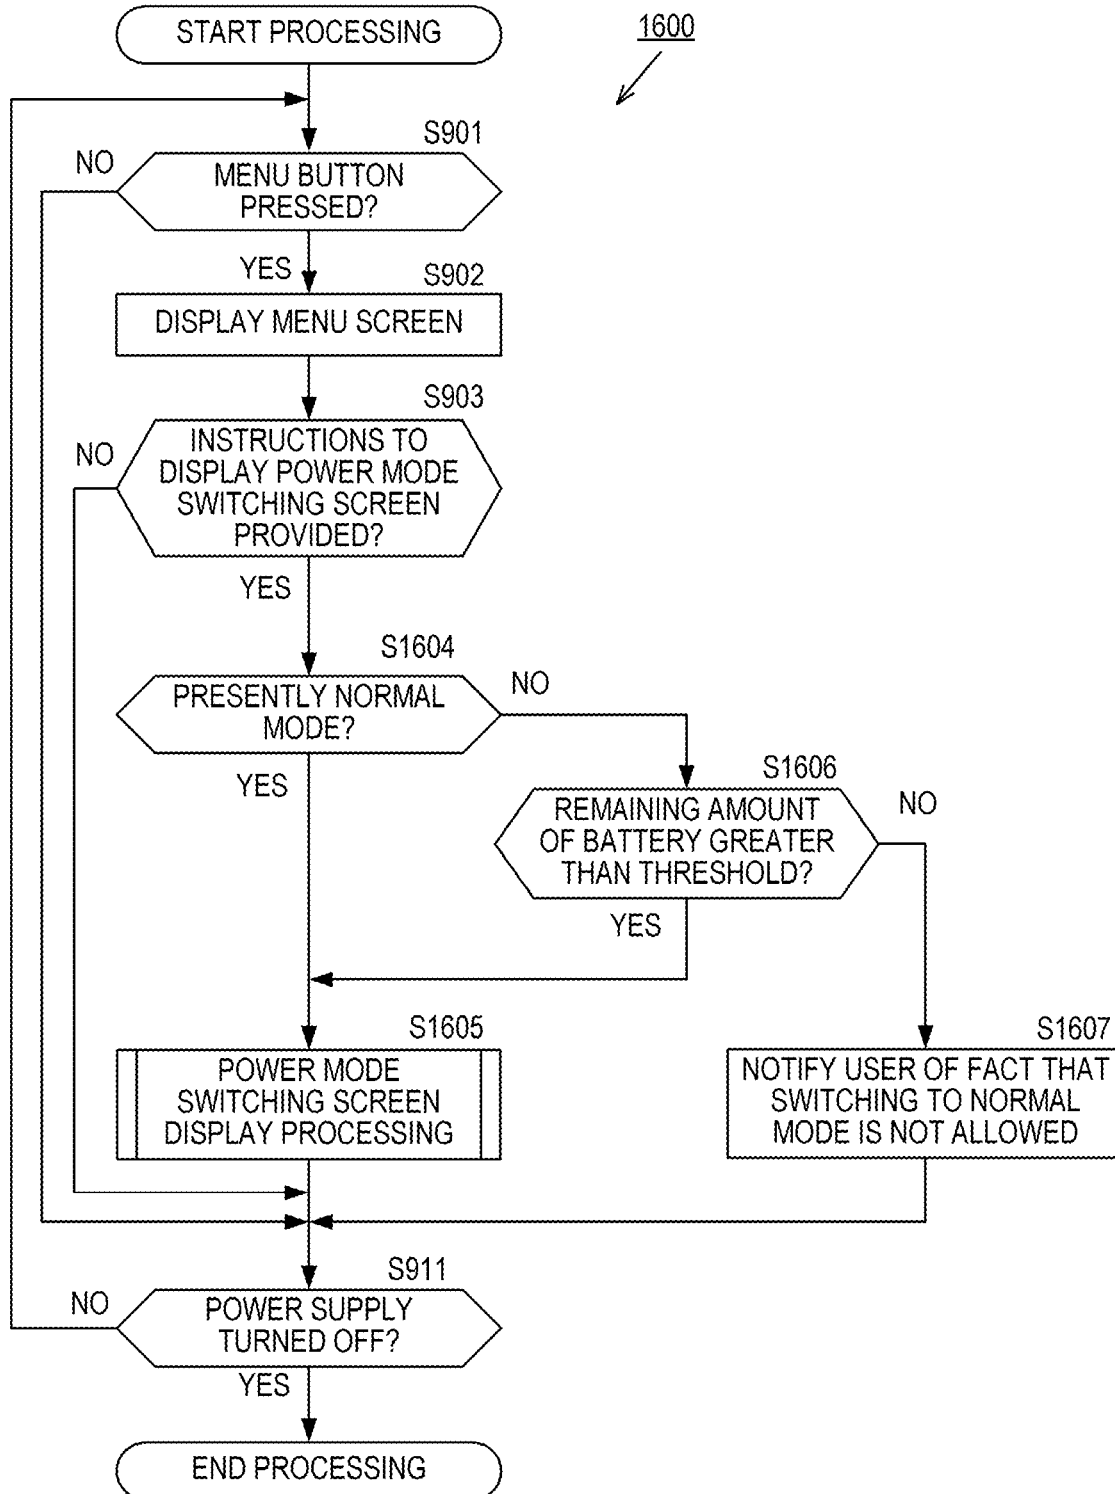 START PROCESSING
1600
S901
NO
MENU BUTTON
PRESSED?
YES
S902
DISPLAY MENU SCREEN
S903
NO
INSTRUCTIONS TO
DISPLAY POWER MODE
SWITCHING SCREEN
PROVIDED?
YES
S1604
PRESENTLY NORMAL
MODE?
NO
YES
S1606
REMAINING AMOUNT
OF BATTERY GREATER
THAN THRESHOLD?
NO
YES
S1605
POWER MODE
SWITCHING SCREEN
DISPLAY PROCESSING
S1607
NOTIFY USER OF FACT THAT
SWITCHING TO NORMAL
MODE IS NOT ALLOWED
S911
NO
POWER SUPPLY
TURNED OFF?
YES
END PROCESSING